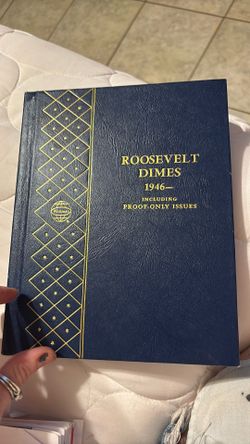 ROOSEVELT
DIMES
1946—
INCLUDING
PROOF-ONLY ISSUES